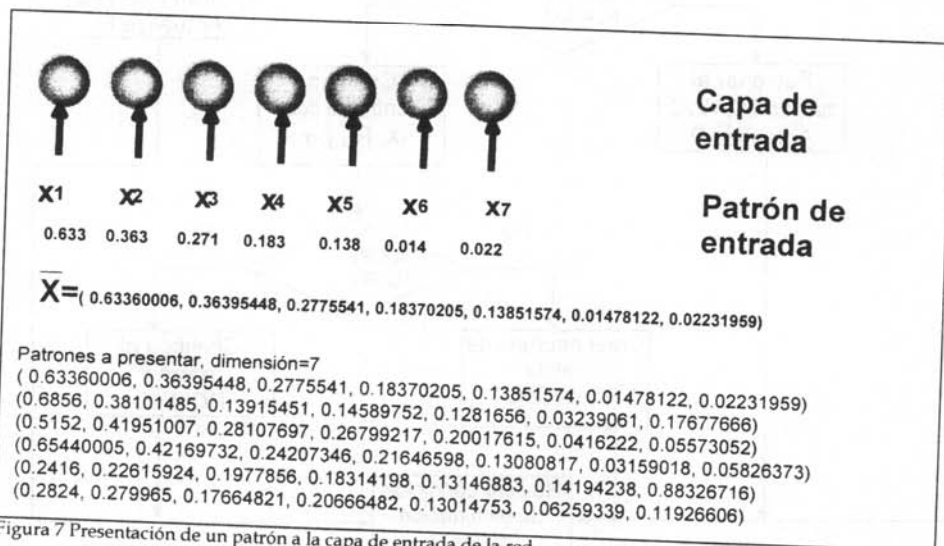 Capa de
entrada
X1 X2 X3 X4 X5 X6 X7
Patrón de
entrada
0.633 0.363 0.271 0.183 0.138 0.014 0.022
X=( 0.63360006, 0.36395448, 0.2775541, 0.18370205, 0.13851574, 0.01478122, 0.02231959)
Patrones a presentar, dimensión=7
( 0.63360006, 0.36395448, 0.2775541, 0.18370205, 0.13851574, 0.01478122, 0.02231959)
(0.6856, 0.38101485, 0.13915451, 0.14589752, 0.1281656, 0.03239061, 0.17677666)
(0.5152, 0.41951007, 0.28107697, 0.26799217, 0.20017615, 0.0416222, 0.05573052)
(0.65440005, 0.42169732, 0.24207346, 0.21646598, 0.13080817, 0.03159018, 0.05826373)
(0.2416, 0.22615924, 0.1977856, 0.18314198, 0.13146883, 0.14194238, 0.88326716)
(0.2824, 0.279965, 0.17664821, 0.20666482, 0.13014753, 0.06259339, 0.11926606)
Figura 7 Presentación de un patrón a la capa de entrada de la red